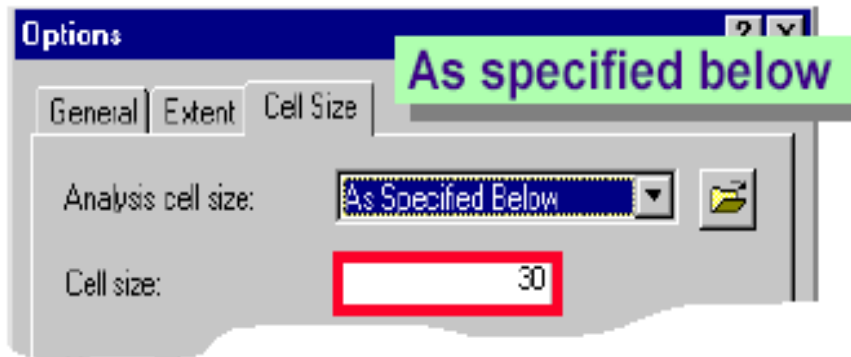 Options
As specified below
General Extent Cell Size
Analysis cell size: As Specified Below
Cell size: 30